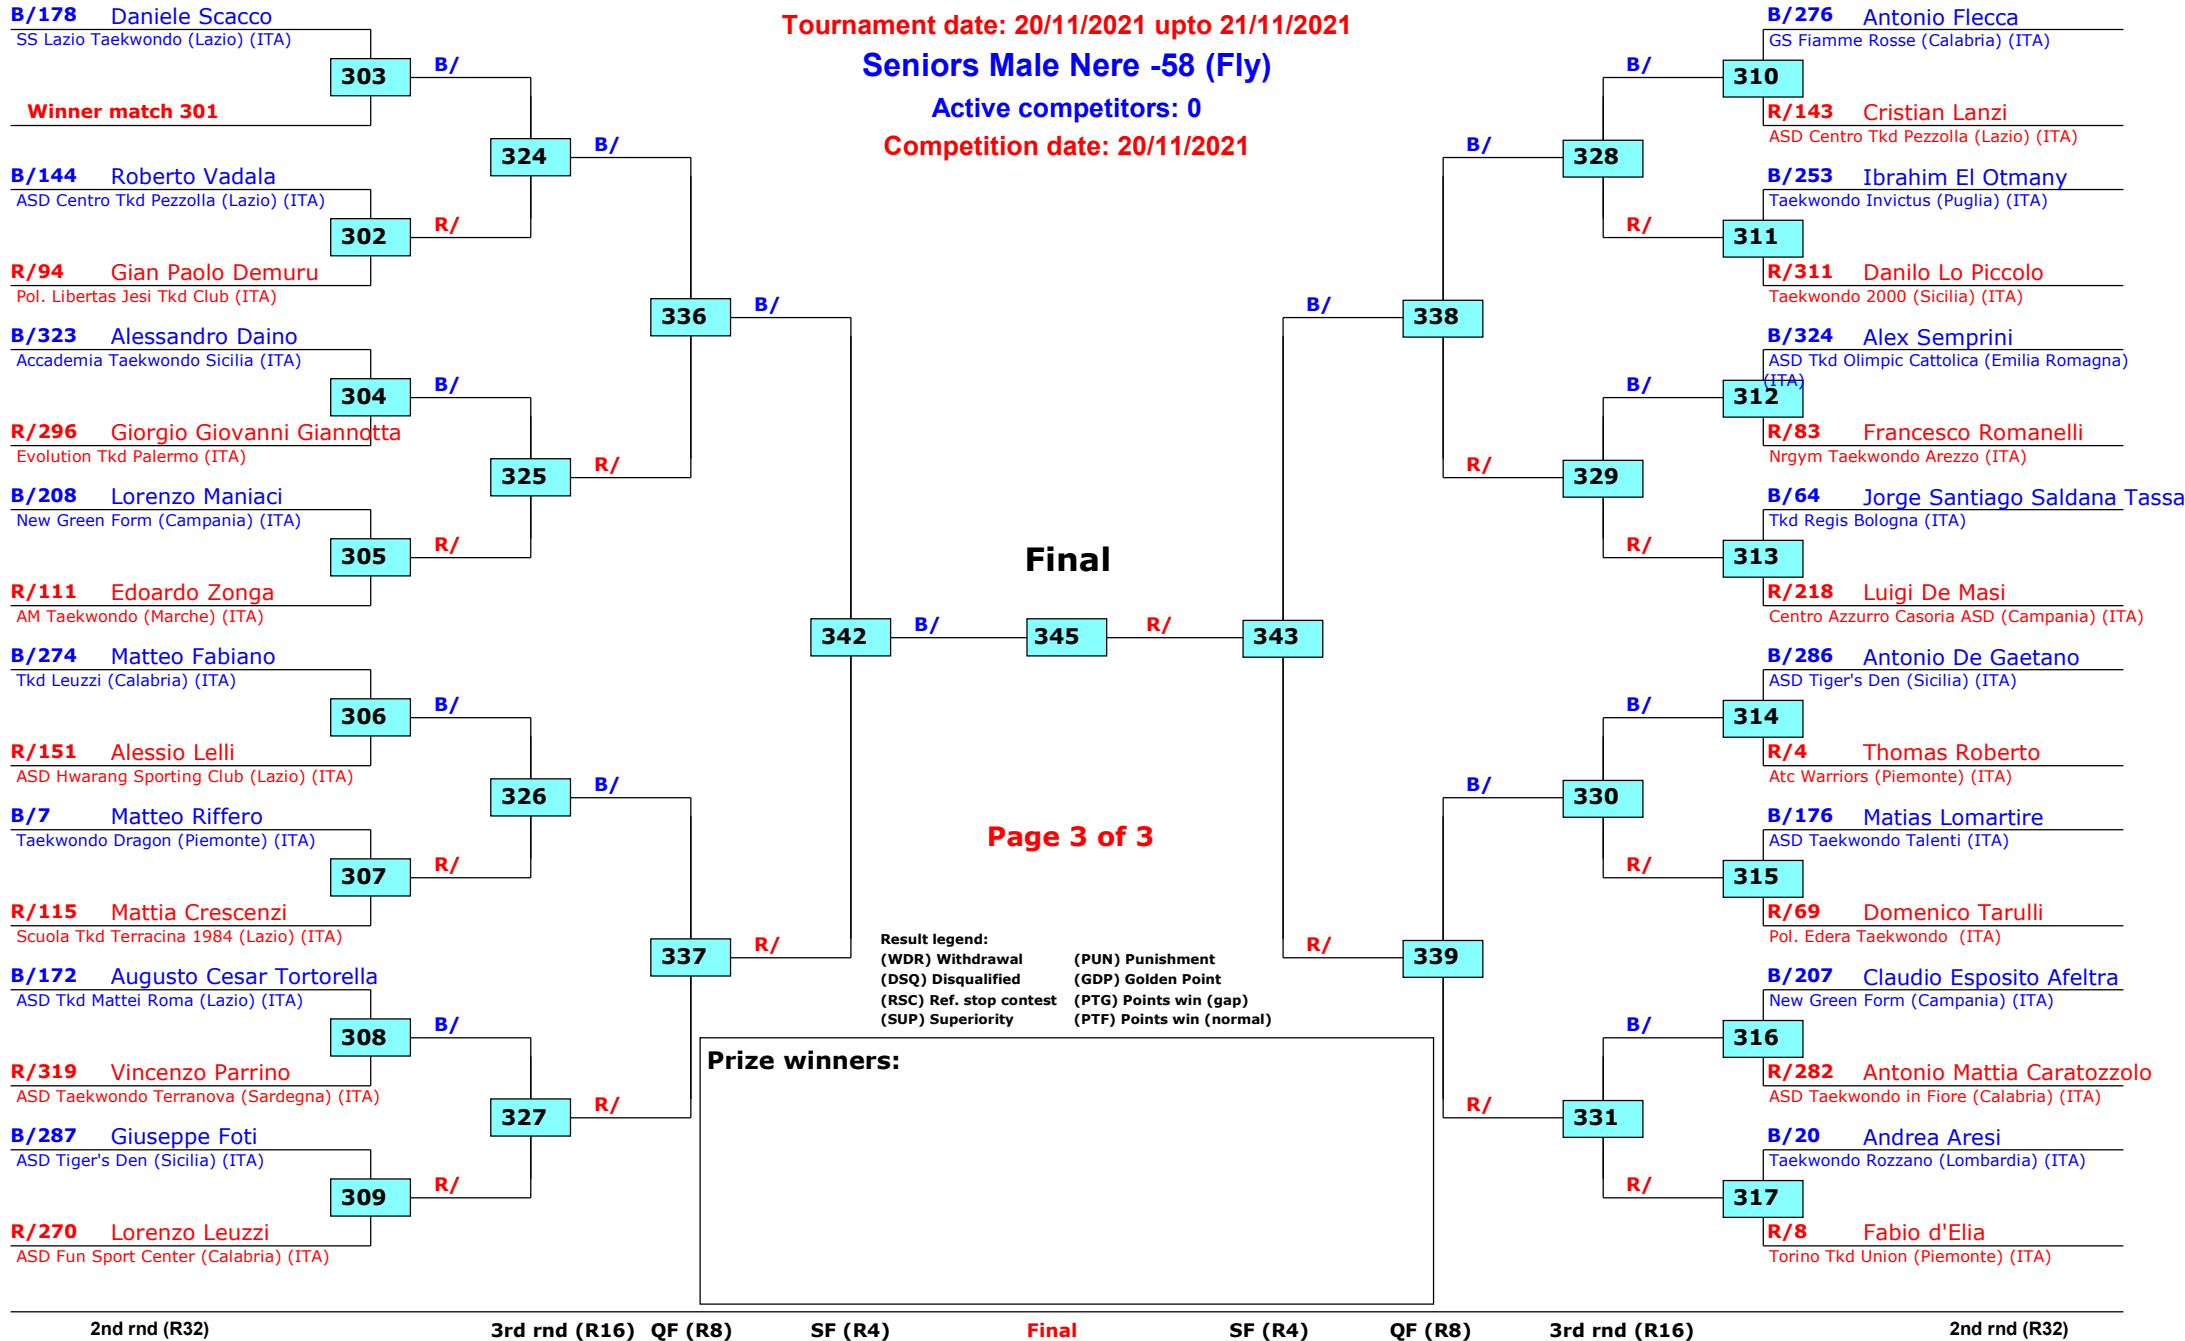 Tournament date: 20/11/2021 upto 21/11/2021
Seniors Male Nere -58 (Fly)
Active competitors: 0
Competition date: 20/11/2021
B/178 Daniele Scacco
SS Lazio Taekwondo (Lazio) (ITA)
303
B/
Winner match 301
324
B/
B/144 Roberto Vadala
ASD Centro Tkd Pezzolla (Lazio) (ITA)
302
R/
R/94 Gian Paolo Demuru
Pol. Libertas Jesi Tkd Club (ITA)
336
B/
B/323 Alessandro Daino
Accademia Taekwondo Sicilia (ITA)
304
B/
R/296 Giorgio Giovanni Giannotta
Evolution Tkd Palermo (ITA)
325
R/
B/208 Lorenzo Maniaci
New Green Form (Campania) (ITA)
305
R/
R/111 Edoardo Zonga
AM Taekwondo (Marche) (ITA)
342
B/
B/274 Matteo Fabiano
Tkd Leuzzi (Calabria) (ITA)
306
B/
R/151 Alessio Lelli
ASD Hwarang Sporting Club (Lazio) (ITA)
326
B/
B/7 Matteo Riffero
Taekwondo Dragon (Piemonte) (ITA)
307
R/
R/115 Mattia Crescenzi
Scuola Tkd Terracina 1984 (Lazio) (ITA)
337
R/
B/172 Augusto Cesar Tortorella
ASD Tkd Mattei Roma (Lazio) (ITA)
308
B/
R/319 Vincenzo Parrino
ASD Taekwondo Terranova (Sardegna) (ITA)
327
R/
B/287 Giuseppe Foti
ASD Tiger's Den (Sicilia) (ITA)
309
R/
R/270 Lorenzo Leuzzi
ASD Fun Sport Center (Calabria) (ITA)
Final
345
R/
Page 3 of 3
Result legend:
(WDR) Withdrawal (PUN) Punishment
(DSQ) Disqualified (GDP) Golden Point
(RSC) Ref. stop contest (PTG) Points win (gap)
(SUP) Superiority (PTF) Points win (normal)
Prize winners:
B/276 Antonio Flecca
GS Fiamme Rosse (Calabria) (ITA)
B/
310
R/143 Cristian Lanzi
ASD Centro Tkd Pezzolla (Lazio) (ITA)
B/
328
B/253 Ibrahim El Otmany
Taekwondo Invictus (Puglia) (ITA)
R/
311
R/311 Danilo Lo Piccolo
Taekwondo 2000 (Sicilia) (ITA)
B/
338
B/324 Alex Semprini
ASD Tkd Olimpic Cattolica (Emilia Romagna)
(ITA)
B/
312
R/83 Francesco Romanelli
Nrgym Taekwondo Arezzo (ITA)
R/
329
B/64 Jorge Santiago Saldana Tassa
Tkd Regis Bologna (ITA)
R/
313
R/218 Luigi De Masi
Centro Azzurro Casoria ASD (Campania) (ITA)
343
B/286 Antonio De Gaetano
ASD Tiger's Den (Sicilia) (ITA)
B/
314
R/4 Thomas Roberto
Atc Warriors (Piemonte) (ITA)
B/
330
B/176 Matias Lomartire
ASD Taekwondo Talenti (ITA)
R/
315
R/69 Domenico Tarulli
Pol. Edera Taekwondo (ITA)
R/
339
B/207 Claudio Esposito Afeltra
New Green Form (Campania) (ITA)
B/
316
R/282 Antonio Mattia Caratozzolo
ASD Taekwondo in Fiore (Calabria) (ITA)
R/
331
B/20 Andrea Aresi
Taekwondo Rozzano (Lombardia) (ITA)
R/
317
R/8 Fabio d'Elia
Torino Tkd Union (Piemonte) (ITA)
2nd rnd (R32) 3rd rnd (R16) QF (R8) SF (R4) Final SF (R4) QF (R8) 3rd rnd (R16) 2nd rnd (R32)